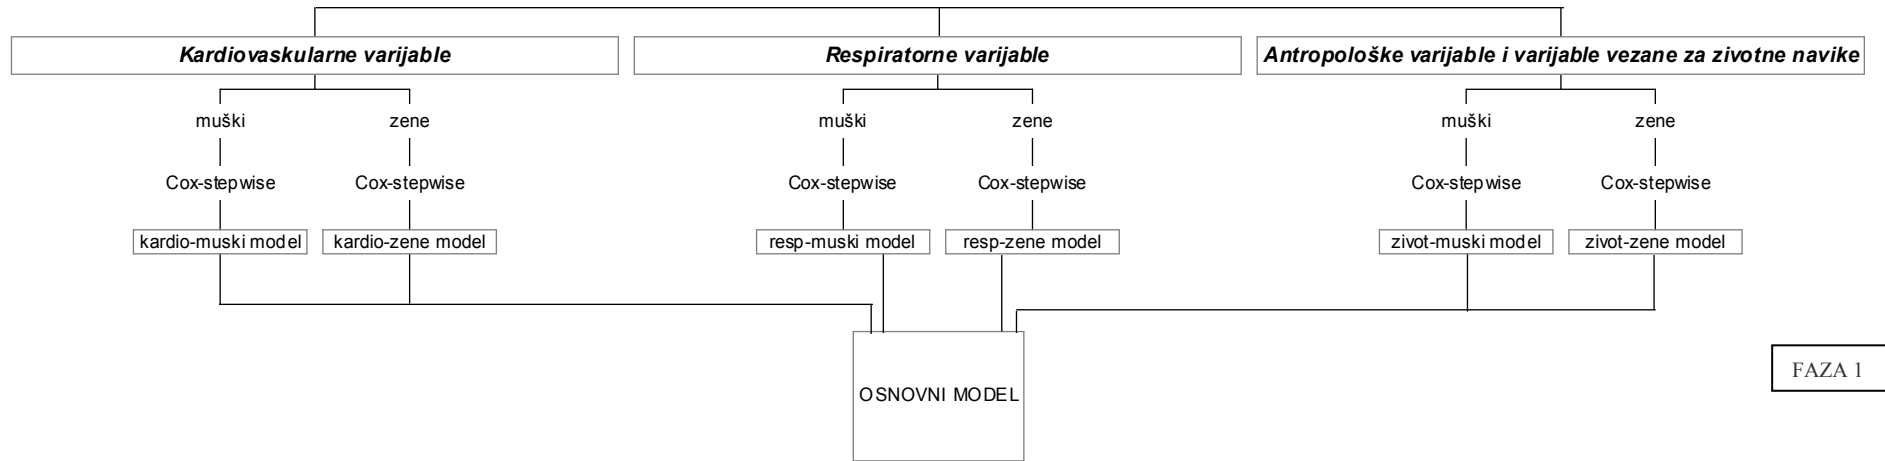 Kardiovaskularne varijable
Respiratorne varijable
Antropološke varijable i varijable vezane za zivotne navike
muški
zene
muški
zene
muški
zene
Cox-stepwise
Cox-stepwise
Cox-stepwise
Cox-stepwise
Cox-stepwise
Cox-stepwise
kardio-muski model
kardio-zene model
resp-muski model
resp-zene model
zivot-muski model
zivot-zene model
OSNOVNI MODEL
FAZA 1